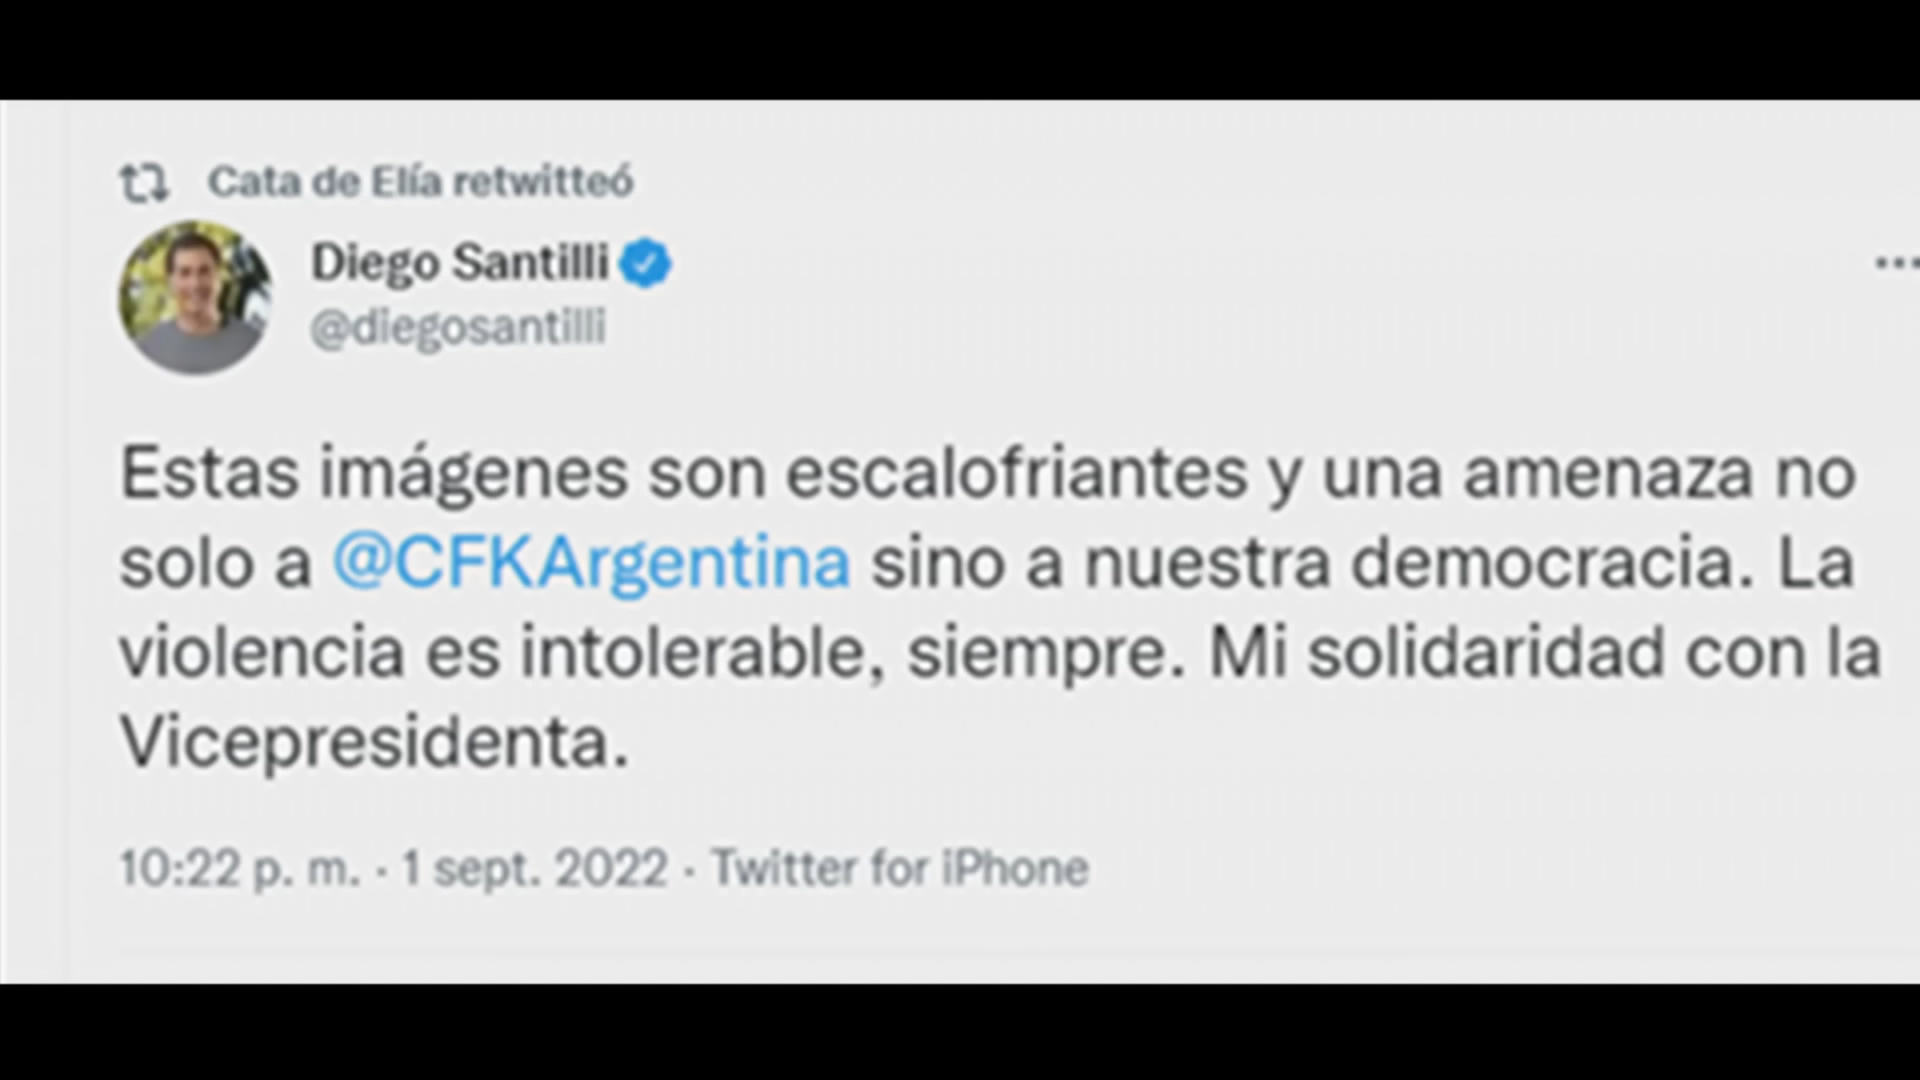 Cata de Elía retwitteó
Diego Santilli
@diegosantilli
Estas imágenes son escalofriantes y una amenaza no
solo a @CFKArgentina sino a nuestra democracia. La
violencia es intolerable, siempre. Mi solidaridad con la
Vicepresidenta.
10:22 p. m. · 1 sept. 2022 · Twitter for iPhone